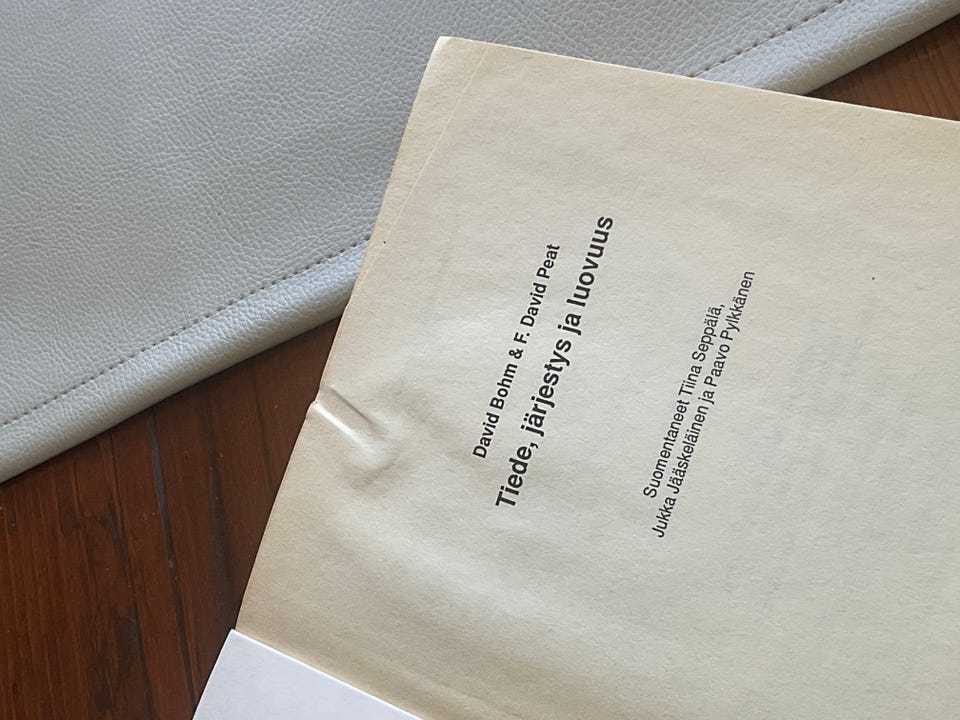 David Bohm & F. David Peat
Tiede, järjestys ja luovuus
Suomentaneet Tiina Seppälä,
Jukka Jääskeläinen ja Paavo Pylkkänen